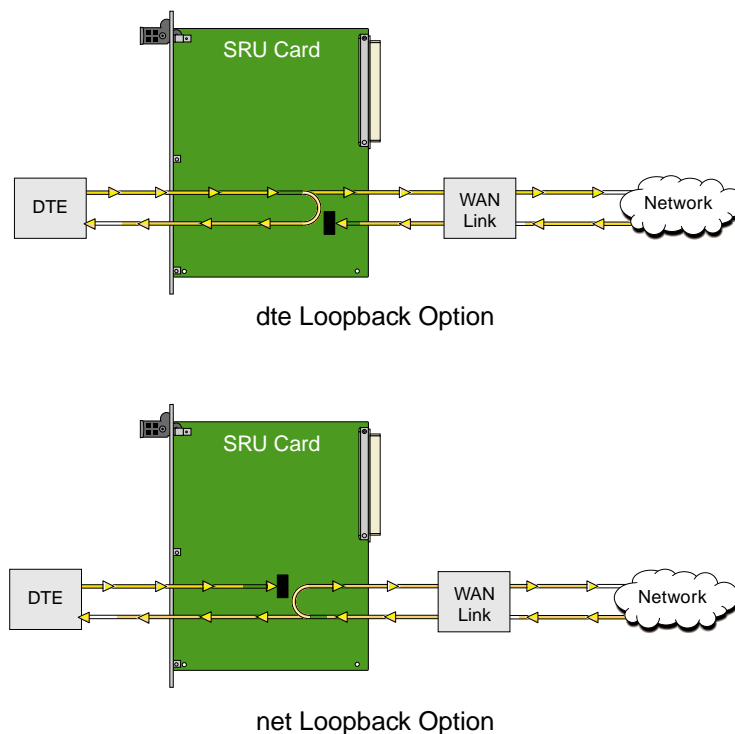 SRU Card
DTE
WAN
Link
Network
dte Loopback Option
SRU Card
DTE
WAN
Link
Network
net Loopback Option